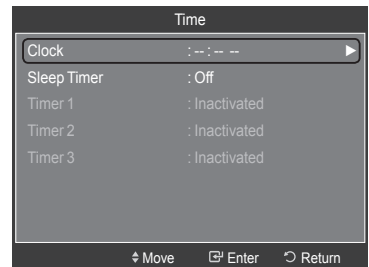 Time
Clock : -- : -- --
Sleep Timer : Off
Timer 1 : Inactivated
Timer 2 : Inactivated
Timer 3 : Inactivated
Move Enter Return